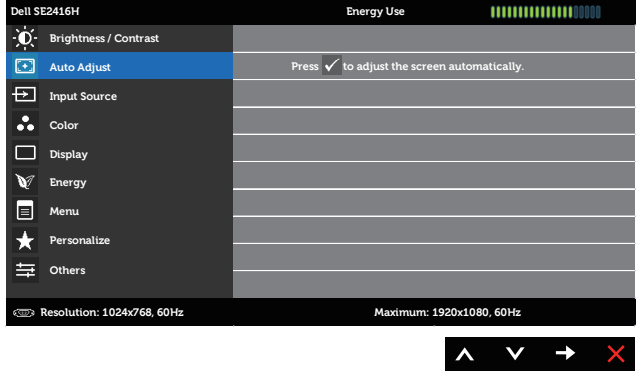 Dell SE2416H Energy Use
Brightness / Contrast
Auto Adjust Press ✓ to adjust the screen automatically.
Input Source
Color
Display
Energy
Menu
Personalize
Others
Resolution: 1024x768, 60Hz Maximum: 1920x1080, 60Hz